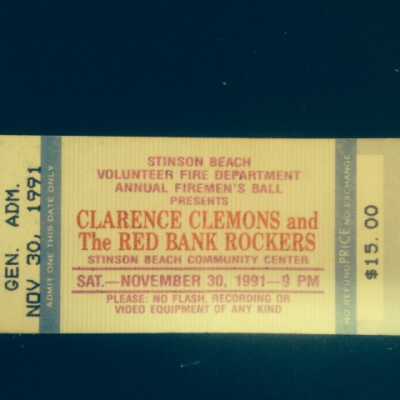 GEN. ADM.
NOV 30, 1991
ADMIT ONE THIS DATE ONLY
STINSON BEACH
VOLUNTEER FIRE DEPARTMENT
ANNUAL FIREMEN'S BALL
PRESENTS
CLARENCE CLEMONS and
The RED BANK ROCKERS
STINSON BEACH COMMUNITY CENTER
SAT.—NOVEMBER 30, 1991—9 PM
PLEASE: NO FLASH, RECORDING OR
VIDEO EQUIPMENT OF ANY KIND
NO REFUND PRICE NO EXCHANGE
$15.00